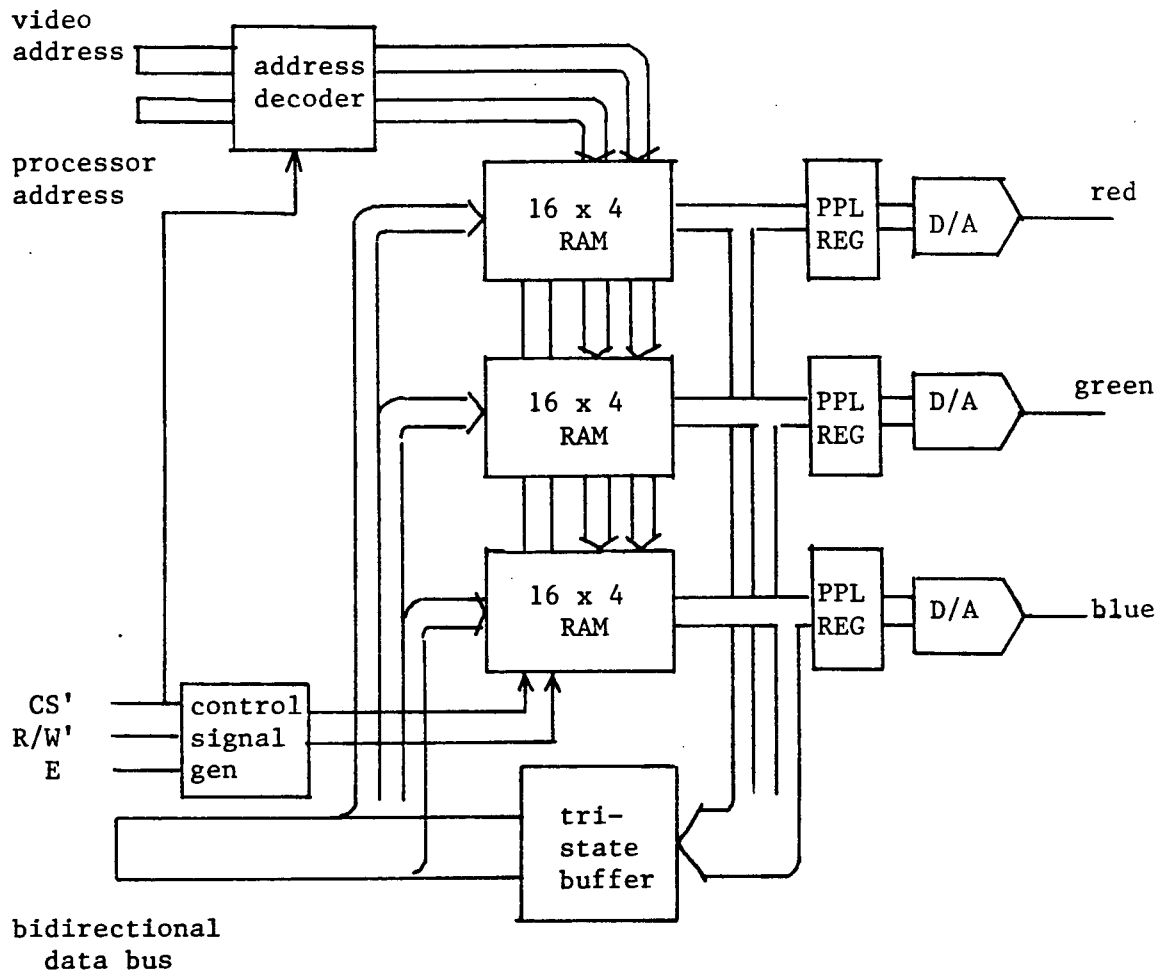 video
address
address
decoder
processor
address
16 x 4
RAM
PPL
REG
D/A
red
16 x 4
RAM
PPL
REG
D/A
green
16 x 4
RAM
PPL
REG
D/A
blue
CS'
R/W'
E
control
signal
gen
tri-
state
buffer
bidirectional
data bus